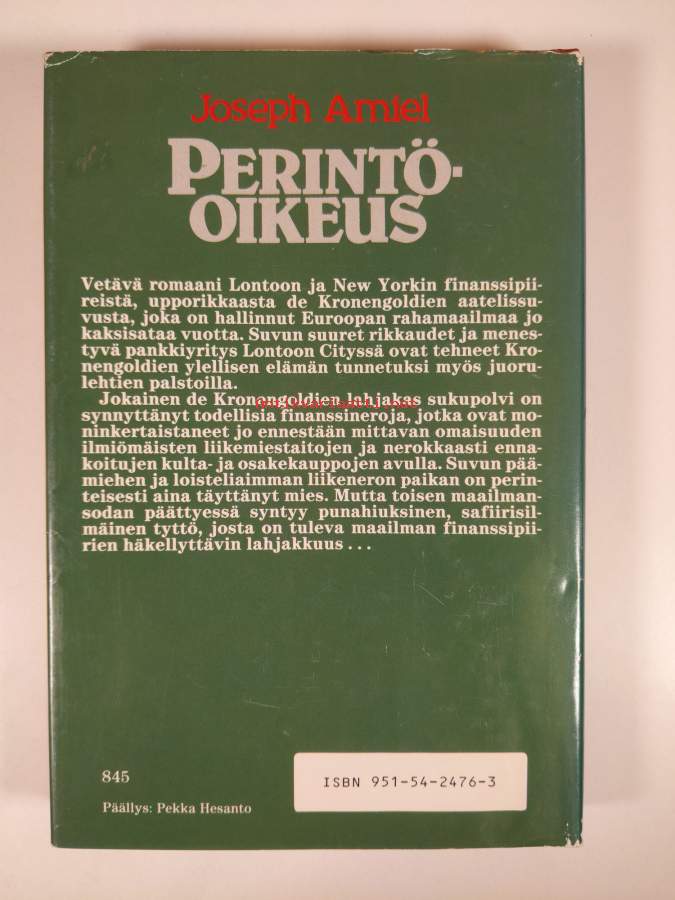 Joseph Amiel
PERINTÖ-
OIKEUS
Vetävä romaani Lontoon ja New Yorkin finanssipii-
reistä, upporikkaasta de Kronengoldien aatelissu-
vusta, joka on hallinnut Euroopan rahamaailmaa jo
kaksisataa vuotta. Suvun suuret rikkaudet ja menes-
tyvä pankkiyritys Lontoon Cityssä ovat tehneet Kro-
nengoldien ylellisen elämän tunnetuksi myös juoru-
lehtien palstoilla.
Jokainen de Kronengoldien lahjakas sukupolvi on
synnyttänyt todellisia finanssineroja, jotka ovat mo-
ninkertaistaneet jo ennestään mittavan omaisuuden
ilmiömäisten liikemiestaitojen ja nerokkaasti enna-
koitujen kulta- ja osakekauppojen avulla. Suvun pää-
miehen ja loisteliaimman liikeneron paikan on perin-
teisesti aina täyttänyt mies. Mutta toisen maailman-
sodan päättyessä syntyy punahiuksinen, safiirisil-
mäinen tyttö, josta on tuleva maailman finanssipii-
rien häkellyttävin lahjakkuus . . .
845
Päällys: Pekka Hesanto
ISBN 951-54-2476-3